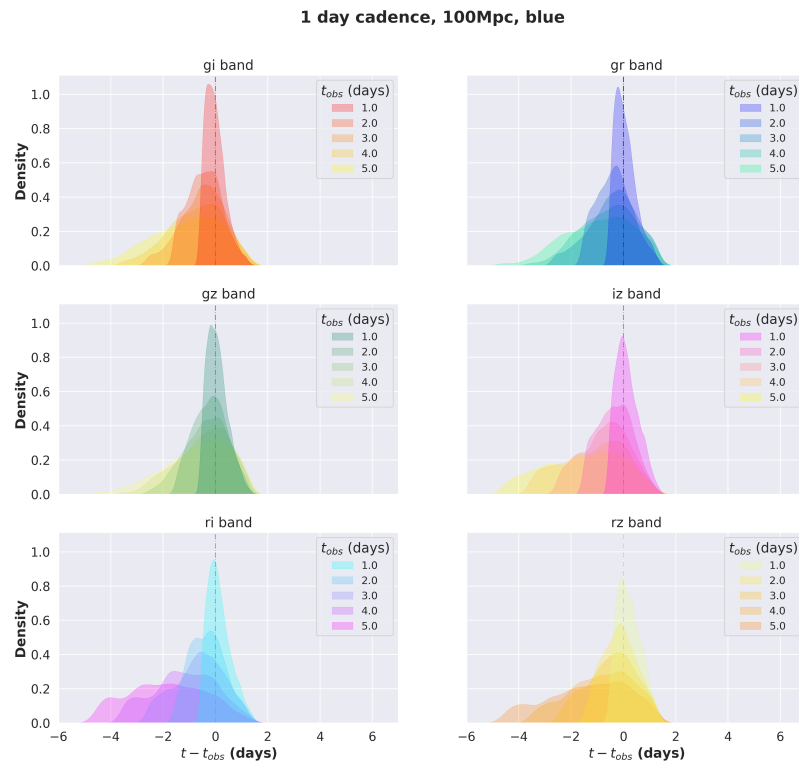 1 day cadence, 100Mpc, blue
gi band
Density
1.0
0.8
0.6
0.4
0.2
0.0
t_obs (days)
1.0
2.0
3.0
4.0
5.0
gr band
t_obs (days)
1.0
2.0
3.0
4.0
5.0
gz band
Density
1.0
0.8
0.6
0.4
0.2
0.0
t_obs (days)
1.0
2.0
3.0
4.0
5.0
iz band
t_obs (days)
1.0
2.0
3.0
4.0
5.0
ri band
Density
1.0
0.8
0.6
0.4
0.2
0.0
t_obs (days)
1.0
2.0
3.0
4.0
5.0
−6 −4 −2 0 2 4 6
t − t_obs (days)
rz band
t_obs (days)
1.0
2.0
3.0
4.0
5.0
−6 −4 −2 0 2 4 6
t − t_obs (days)